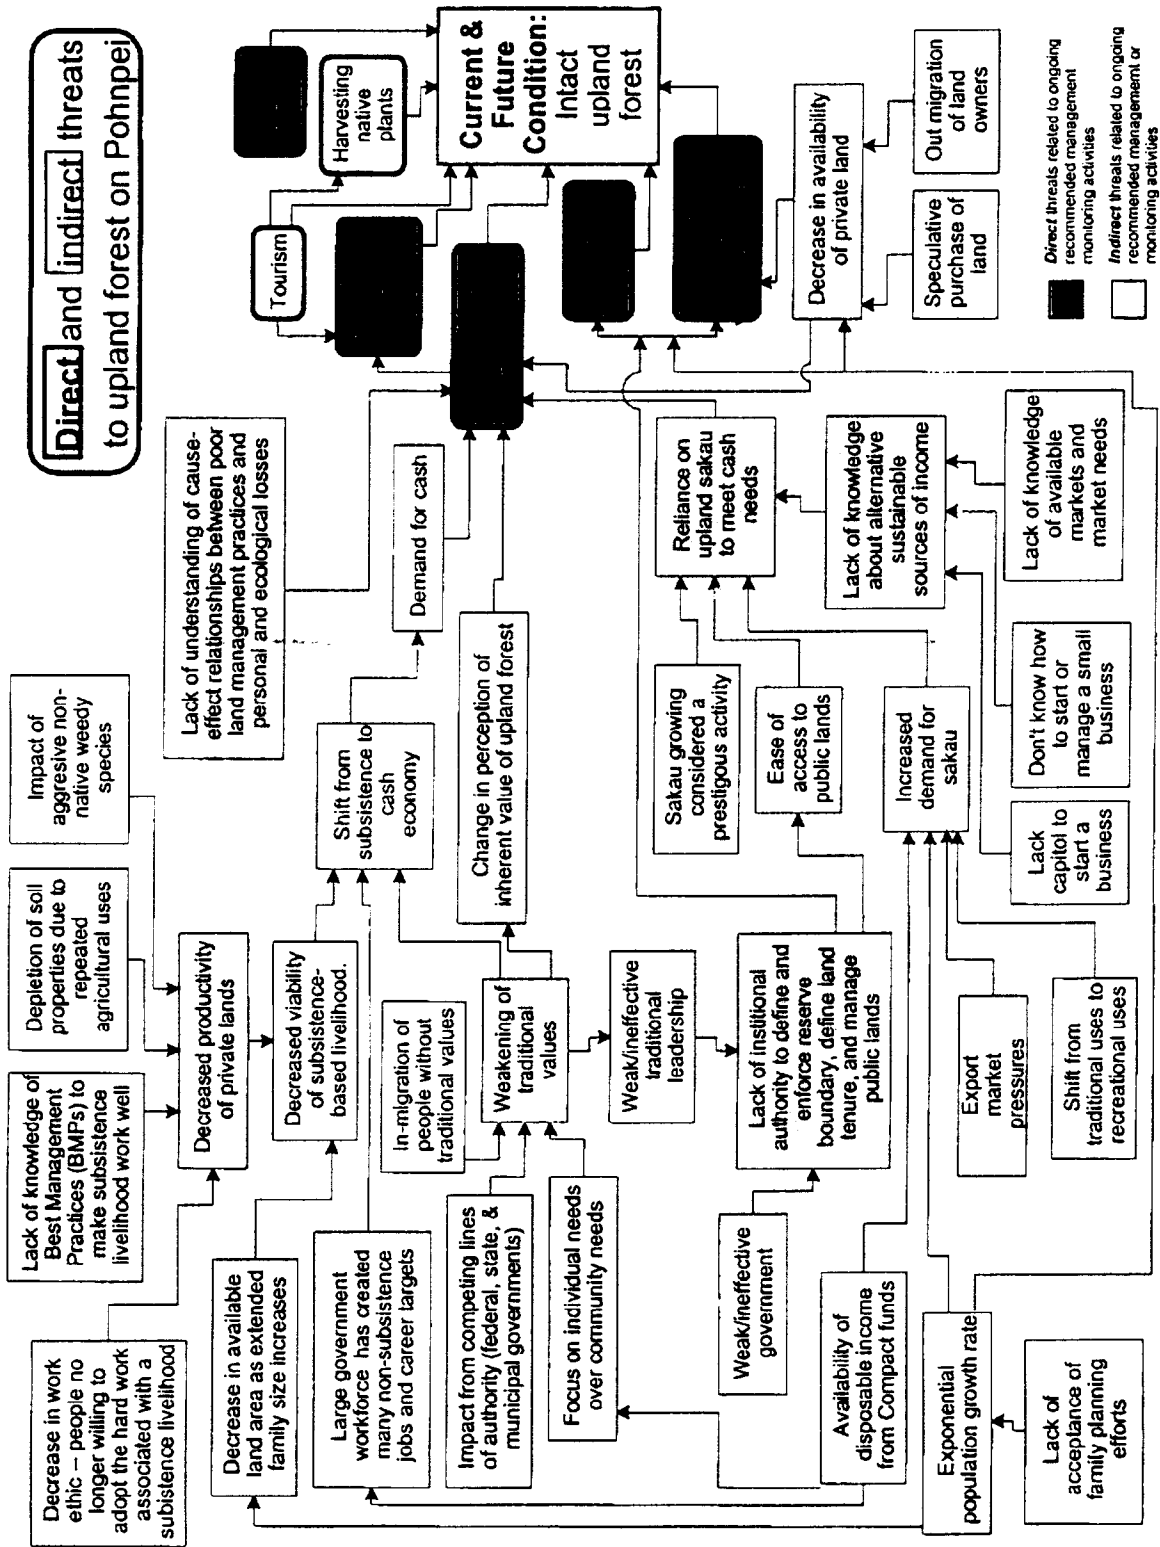 Direct and indirect threats
to upland forest on Pohnpei
Decrease in work
ethic – people no
longer willing to
adopt the hard work
associated with a
subistence livelihood
Lack of knowledge of
Best Management
Practices (BMPs) to
make subsistence
livelihood work well
Depletion of soil
properties due to
repeated
agricultural uses
Impact of
aggresive non-
native weedy
species
Decreased productivity
of private lands
Lack of understanding of cause-
effect relationships between poor
land management practices and
personal and ecological losses
Tourism
Harvesting
native
plants
Decrease in available
land area as extended
family size increases
Decreased viability
of subsistence-
based livelihood.
Shift from
subsistence to
cash
economy
Demand for cash
Current &
Future
Condition:
Intact
upland
forest
Large government
workforce has created
many non-subsistence
jobs and career targets
In-migration of
people without
traditional values
Impact from competing lines
of authority (federal, state, &
municipal governments)
Weakening of
traditional
values
Change in perception of
inherent value of upland forest
Focus on individual needs
over community needs
Weak/ineffective
traditional
leadership
Sakau growing
considered a
prestigous activity
Reliance on
upland sakau
to meet cash
needs
Weak/ineffective
government
Lack of institional
authority to define and
enforce reserve
boundary, define land
tenure, and manage
public lands
Ease of
access to
public lands
Decrease in availability
of private land
Availability of
disposable income
from Compact funds
Increased
demand for
sakau
Lack of knowledge
about alternative
sustainable
sources of income
Speculative
purchase of
land
Out migration
of land
owners
Exponential
population growth rate
Export
market
pressures
Lack
capitol to
start a
business
Don't know how
to start or
manage a small
business
Lack of knowledge
of available
markets and
market needs
Lack of
acceptance of
family planning
efforts
Shift from
traditional uses to
recreational uses
Direct threats related to ongoing
recommended management
monitoring activities
Indirect threats related to ongoing
recommended management or
monitoring activities